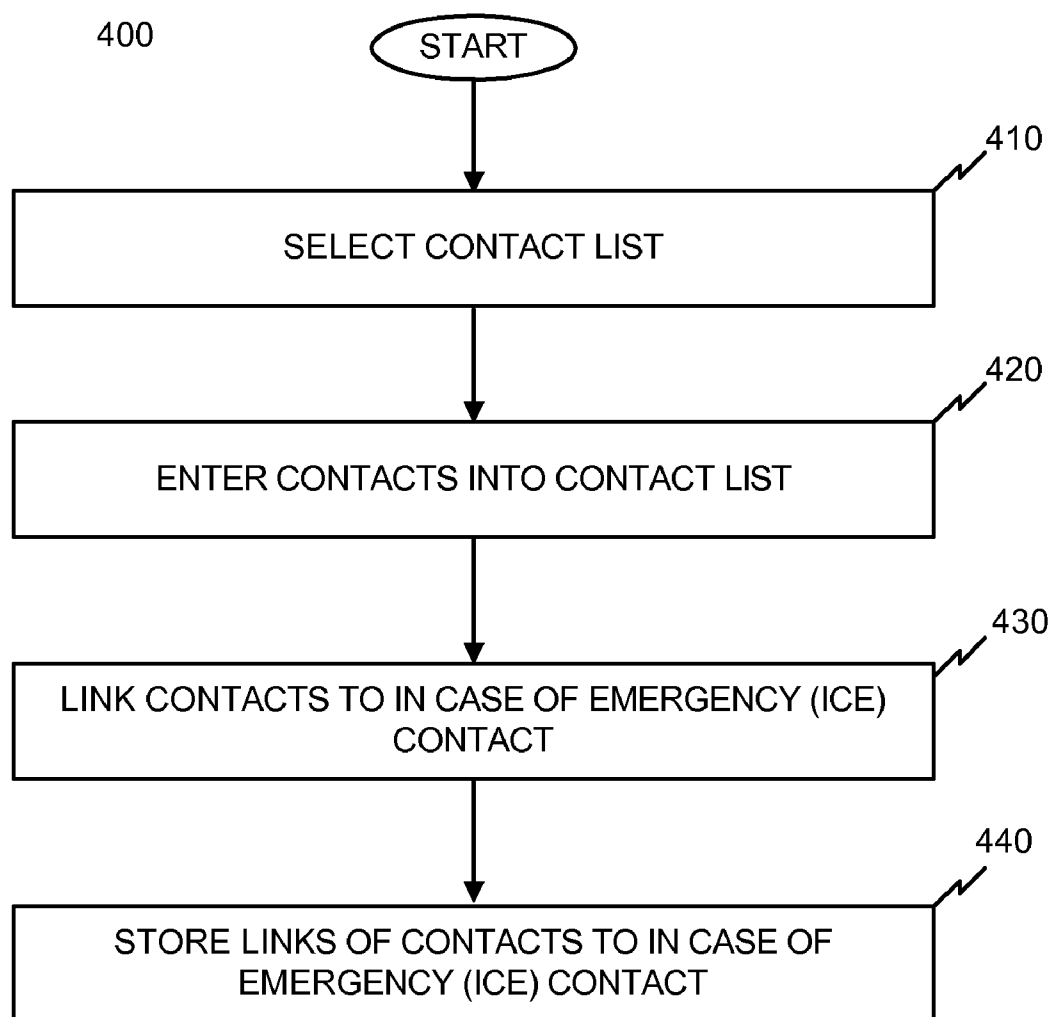 400
START
410
SELECT CONTACT LIST
420
ENTER CONTACTS INTO CONTACT LIST
430
LINK CONTACTS TO IN CASE OF EMERGENCY (ICE)
CONTACT
440
STORE LINKS OF CONTACTS TO IN CASE OF
EMERGENCY (ICE) CONTACT